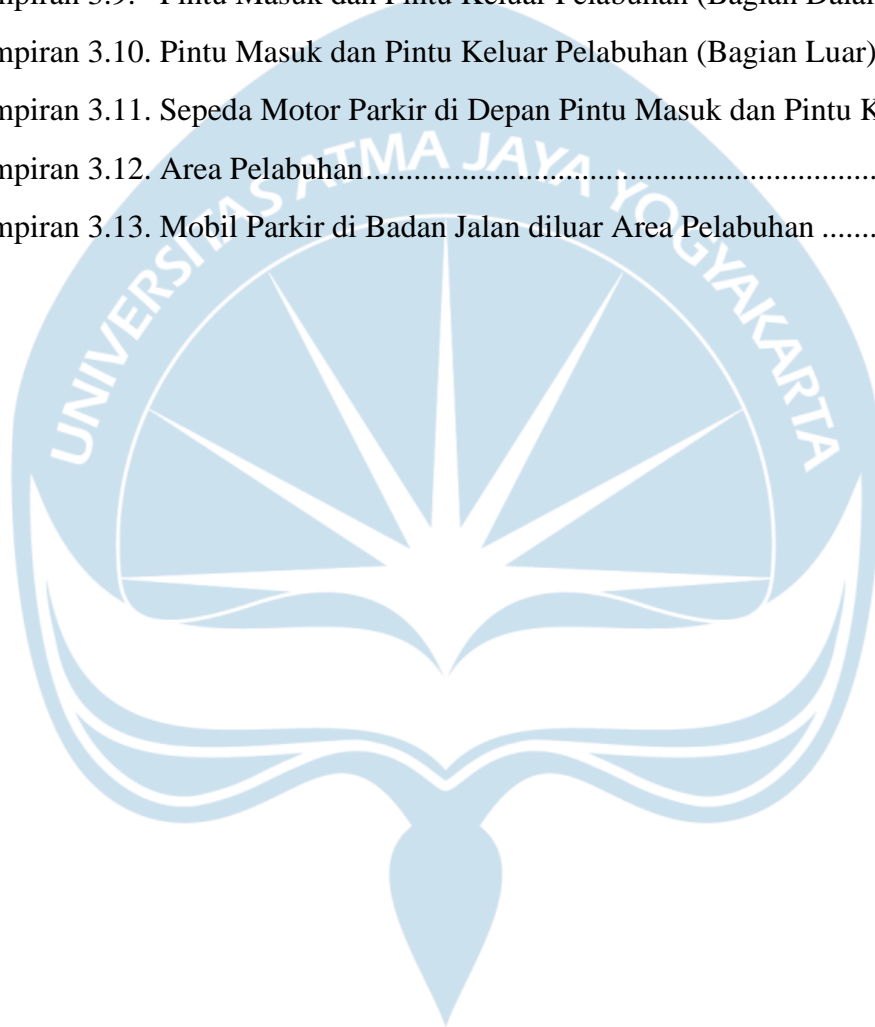 mpiran 3.9. Pintu Masuk dan Pintu Keluar Pelabuhan (Bagian Dalam
mpiran 3.10. Pintu Masuk dan Pintu Keluar Pelabuhan (Bagian Luar)
mpiran 3.11. Sepeda Motor Parkir di Depan Pintu Masuk dan Pintu K
mpiran 3.12. Area Pelabuhan.......................................................................
mpiran 3.13. Mobil Parkir di Badan Jalan diluar Area Pelabuhan .......
UNIVERSITAS ATMA JAYA YOGYAKARTA